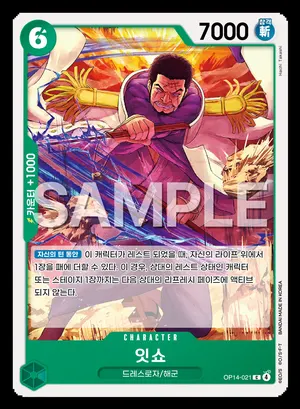 6
7000
참격
斬
카운터 +1000
SAMPLE
자신의 턴 동안 이 캐릭터가 레스트 되었을 때, 자신의 라이프 위에서
1장을 패에 더할 수 있다. 이 경우, 상대의 레스트 상태인 캐릭터
또는 스테이지 1장까지는 다음 상대의 리프레시 페이즈에 액티브
되지 않는다.
CHARACTER
잇쇼
드레스로자/해군
OP14-021
R
BANDAI MADE IN KOREA